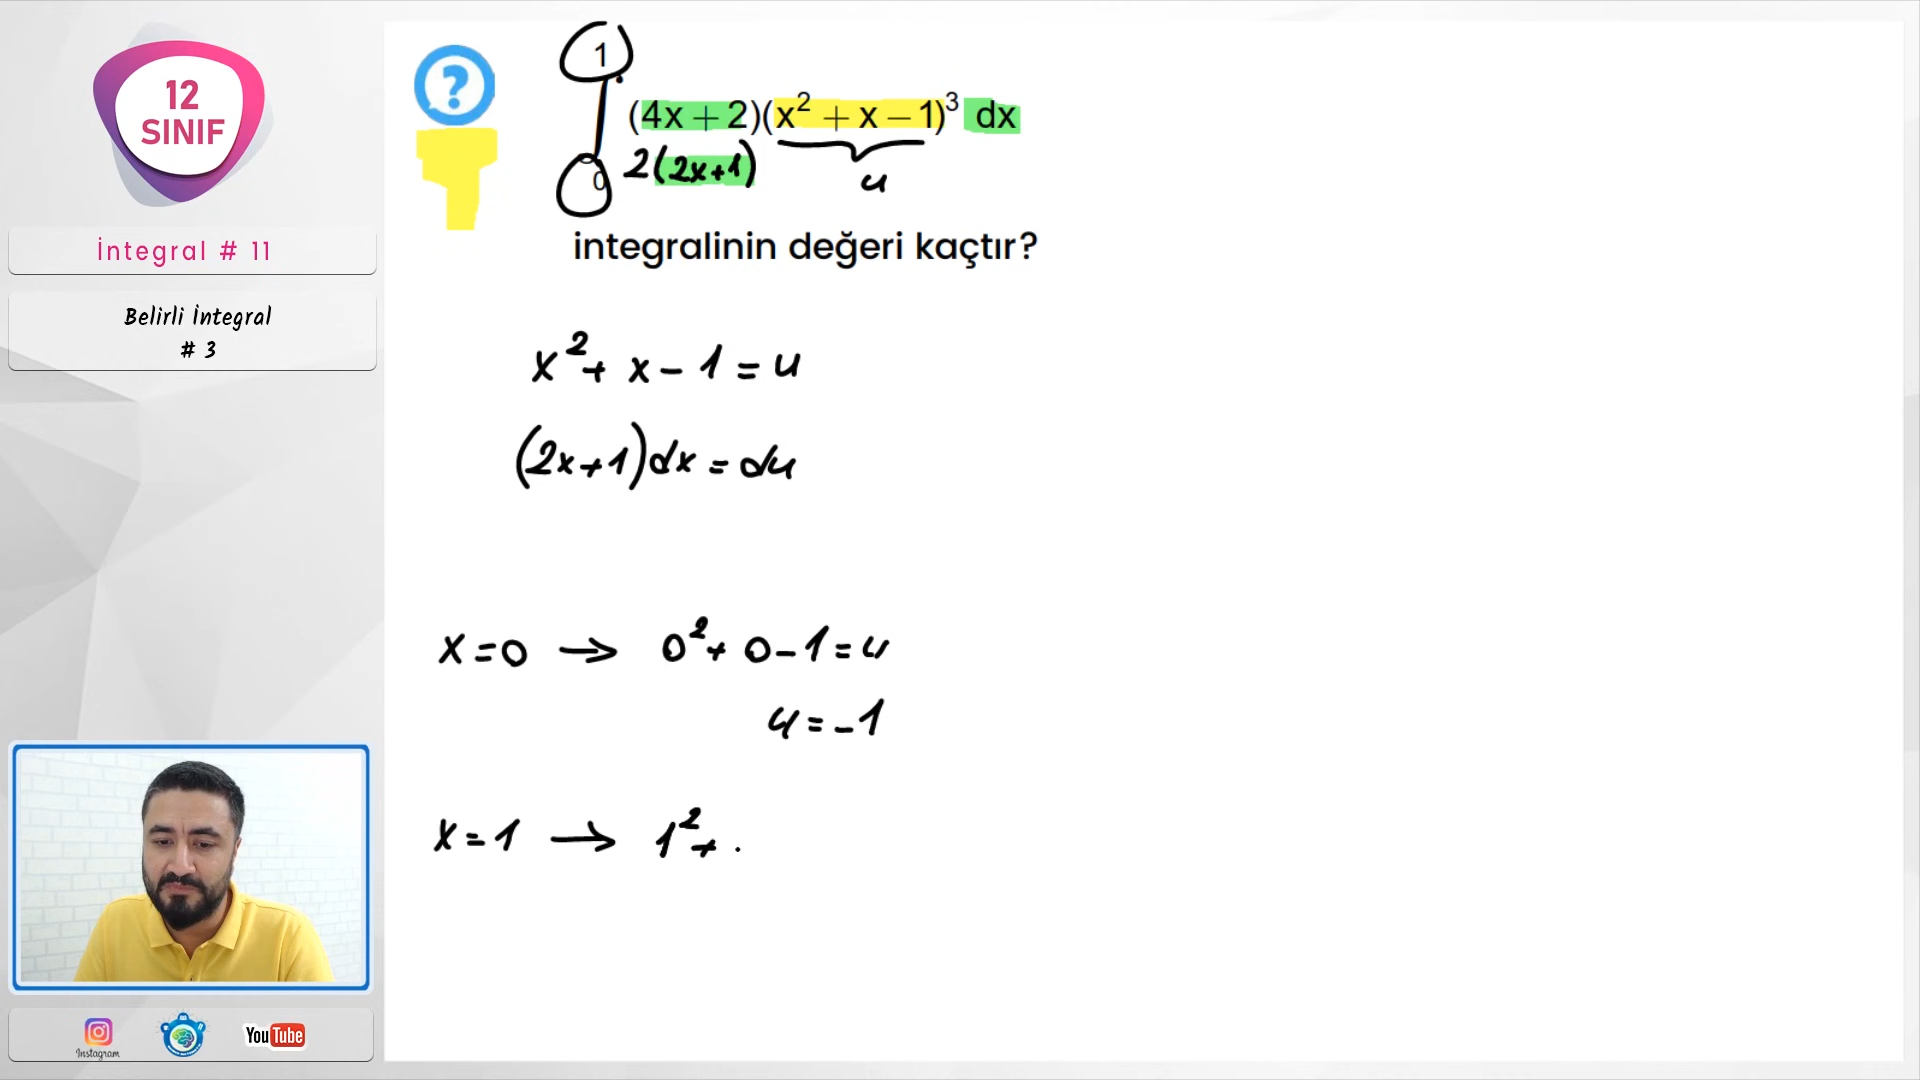 12
SINIF
İntegral # 11
Belirli İntegral
# 3
1
(4x + 2)(x² + x − 1)³ dx
2(2x+1)
u
0
integralinin değeri kaçtır?
x² + x − 1 = u
(2x+1)dx = du
x = 0 → 0² + 0 − 1 = u
u = −1
x = 1 → 1² + .
Instagram
YouTube